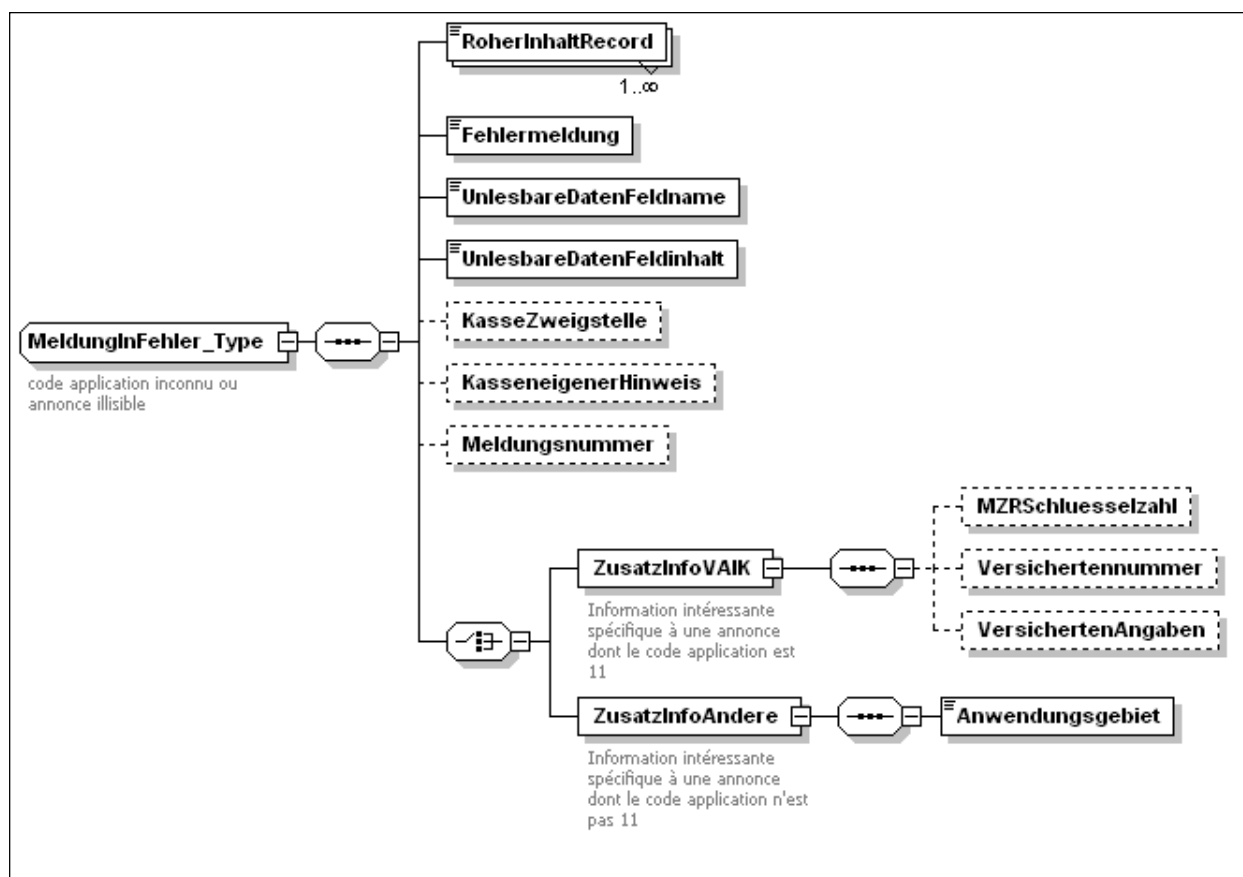 RoherInhaltRecord
1..∞
Fehlermeldung
UnlesbareDatenFeldname
UnlesbareDatenFeldinhalt
KasseZweigstelle
MeldungInFehler_Type
code application inconnu ou
annonce illisible
KasseneigenerHinweis
Meldungsnummer
MZRSchluesselzahl
ZusatzInfoVAIK
Versichertennummer
Information intéressante
spécifique à une annonce
dont le code application est
11
VersichertenAngaben
ZusatzInfoAndere
Anwendungsgebiet
Information intéressante
spécifique à une annonce
dont le code application n'est
pas 11